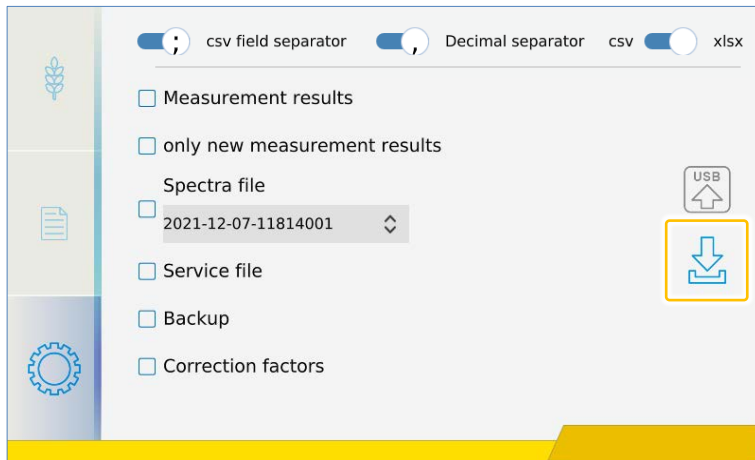 ; csv field separator , Decimal separator csv xlsx
Measurement results
only new measurement results
Spectra file
2021-12-07-11814001
Service file
Backup
Correction factors
USB